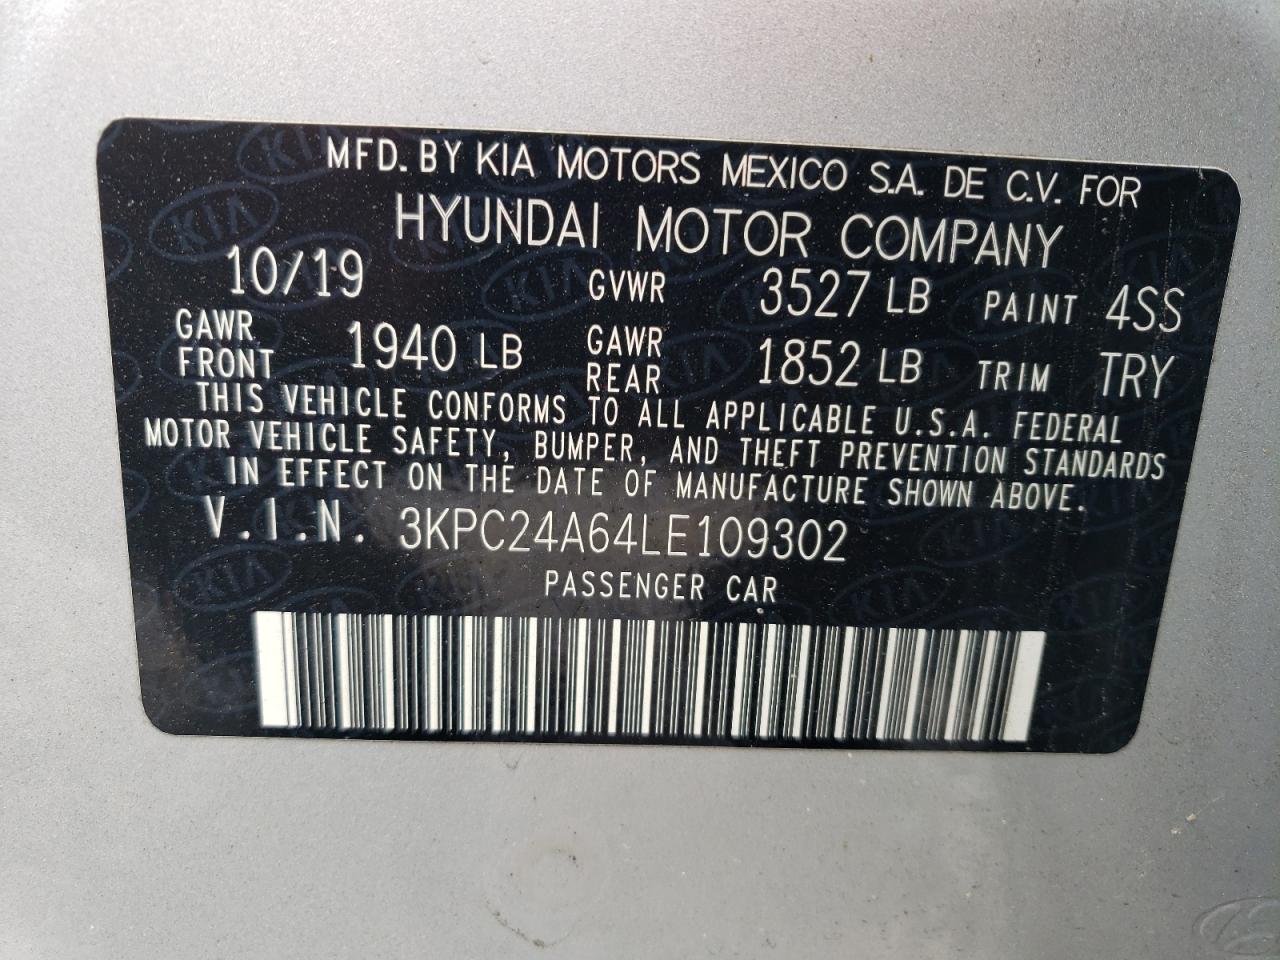 MFD. BY KIA MOTORS MEXICO S.A. DE C.V. FOR
HYUNDAI MOTOR COMPANY
10/19 GVWR 3527 LB PAINT 4SS
GAWR FRONT 1940 LB GAWR REAR 1852 LB TRIM TRY
THIS VEHICLE CONFORMS TO ALL APPLICABLE U.S.A. FEDERAL
MOTOR VEHICLE SAFETY, BUMPER, AND THEFT PREVENTION STANDARDS
IN EFFECT ON THE DATE OF MANUFACTURE SHOWN ABOVE.
V.I.N. 3KPC24A64LE109302
PASSENGER CAR